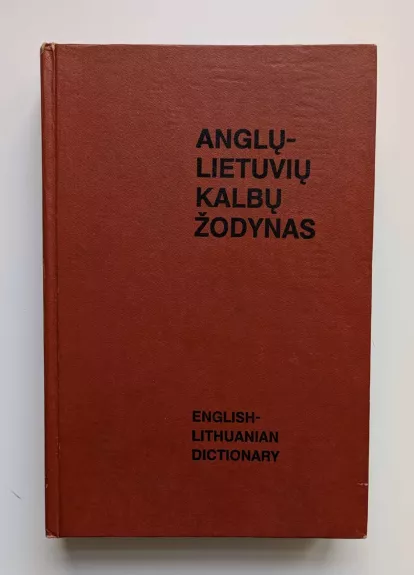 ANGLŲ-
LIETUVIŲ
KALBŲ
ŽODYNAS
ENGLISH-
LITHUANIAN
DICTIONARY